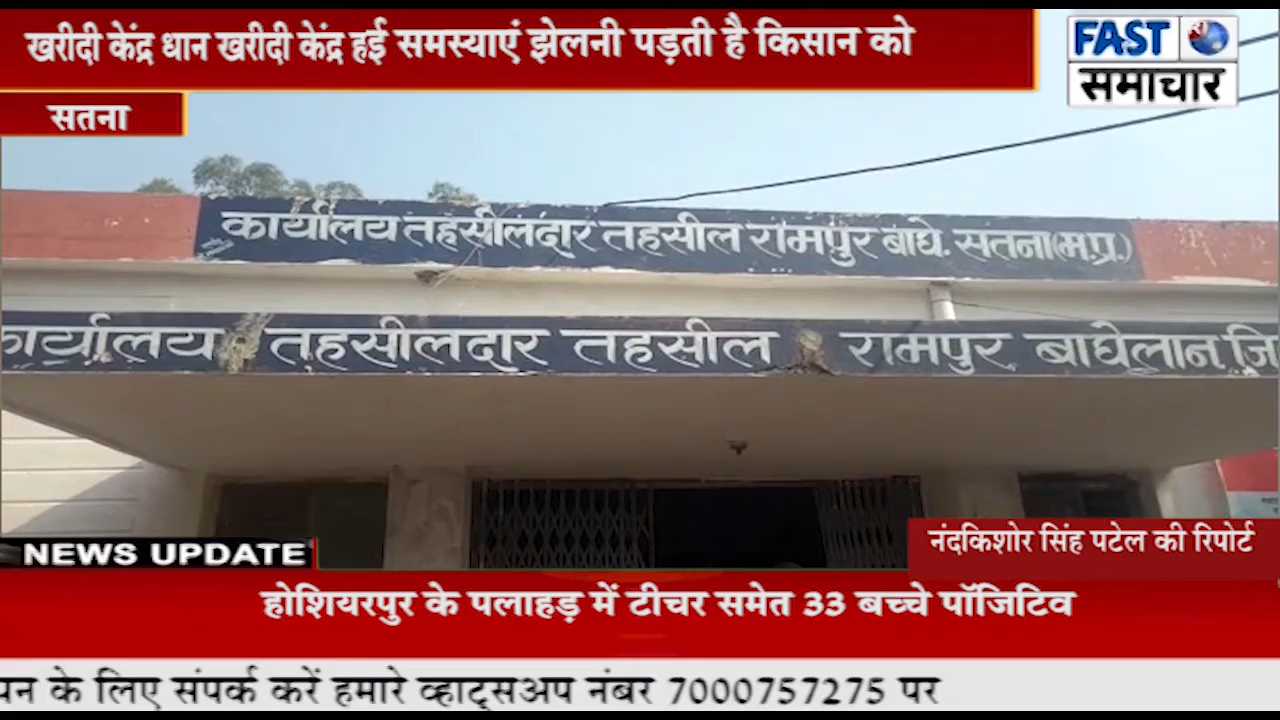 खरीदी केंद्र धान खरीदी केंद्र हई समस्याएं झेलनी पड़ती है किसान को
FAST
समाचार
सतना
कार्यालय तहसीलदार तहसील रामपुर बाघे. सतना (म.प्र.)
कार्यालय तहसीलदार तहसील रामपुर बाघेलान जि
नंदकिशोर सिंह पटेल की रिपोर्ट
NEWS UPDATE
होशियरपुर के पलाहड़ में टीचर समेत 33 बच्चे पॉजिटिव
पन के लिए संपर्क करें हमारे व्हाट्सअप नंबर 7000757275 पर